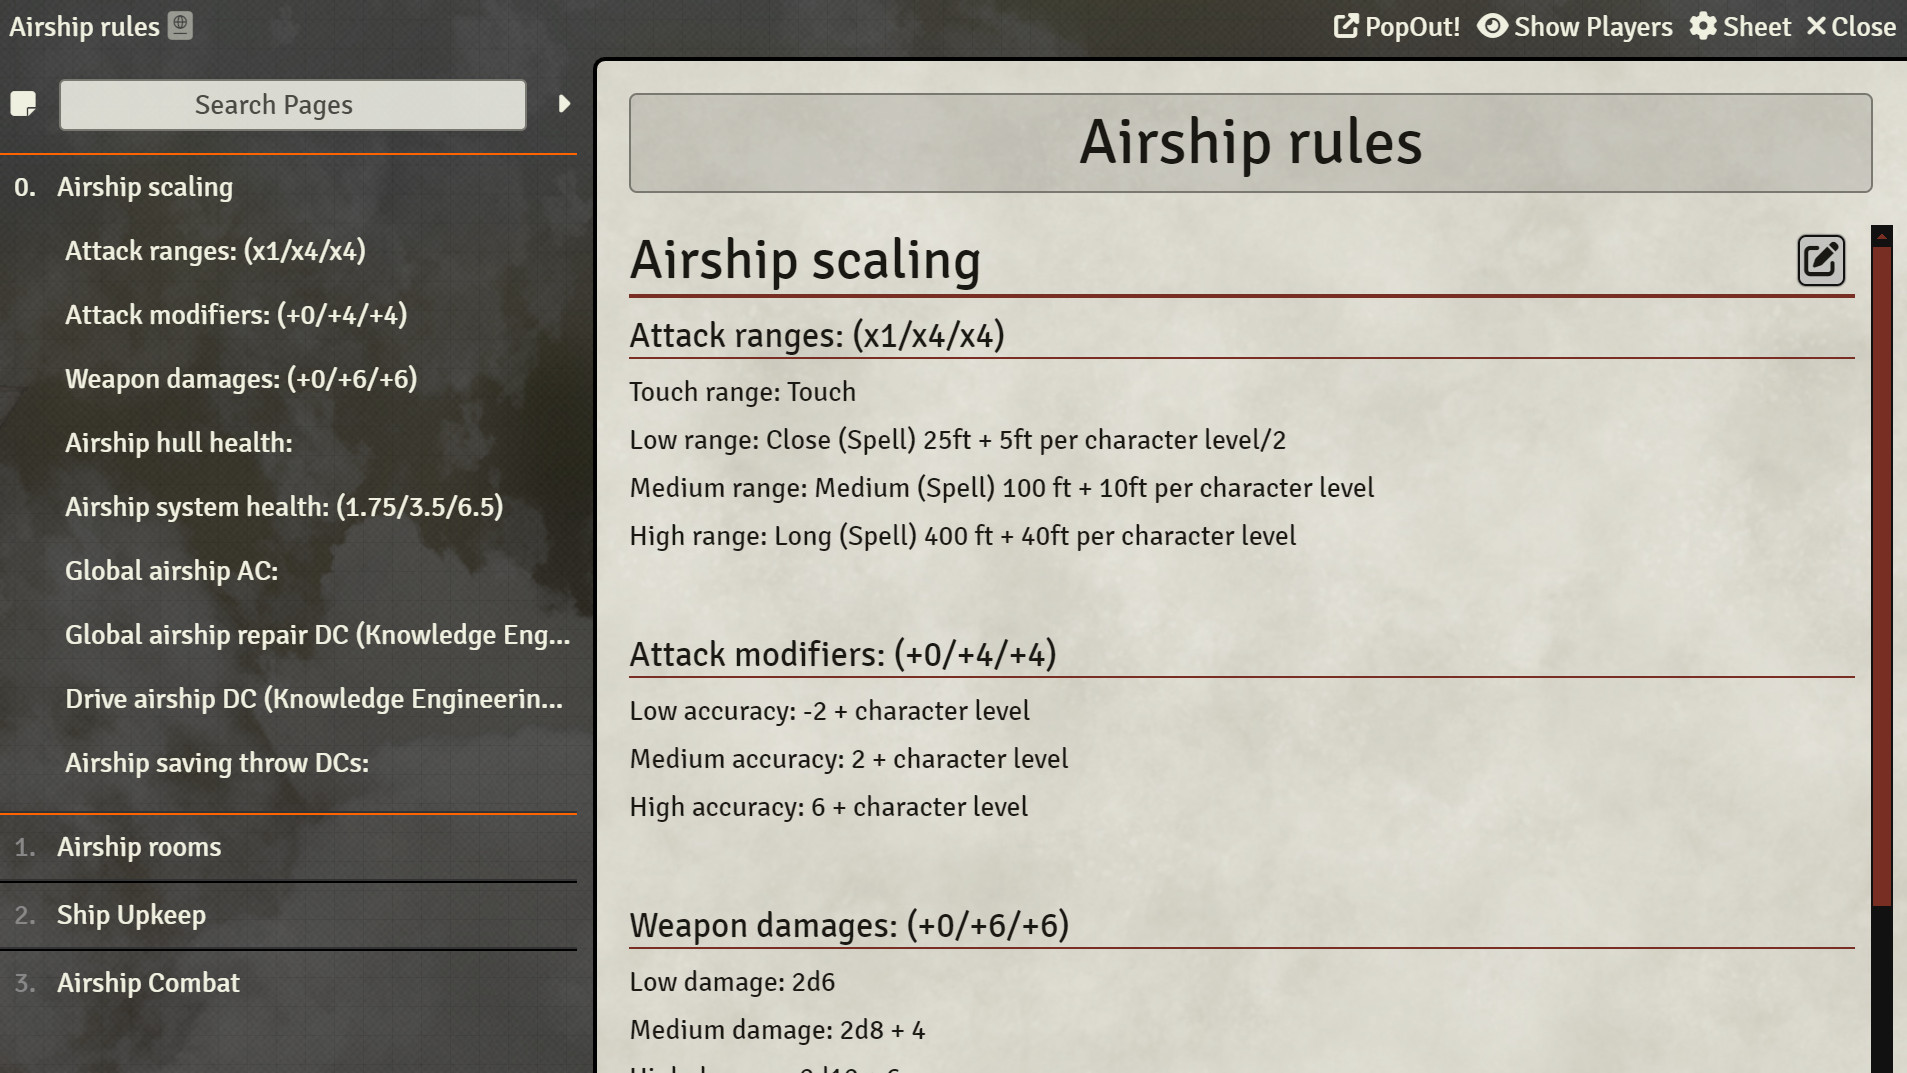 Airship rules
PopOut!
Show Players
Sheet
Close
Search Pages
0. Airship scaling
Attack ranges: (x1/x4/x4)
Attack modifiers: (+0/+4/+4)
Weapon damages: (+0/+6/+6)
Airship hull health:
Airship system health: (1.75/3.5/6.5)
Global airship AC:
Global airship repair DC (Knowledge Eng...
Drive airship DC (Knowledge Engineerin...
Airship saving throw DCs:
1. Airship rooms
2. Ship Upkeep
3. Airship Combat
Airship rules
Airship scaling
Attack ranges: (x1/x4/x4)
Touch range: Touch
Low range: Close (Spell) 25ft + 5ft per character level/2
Medium range: Medium (Spell) 100 ft + 10ft per character level
High range: Long (Spell) 400 ft + 40ft per character level
Attack modifiers: (+0/+4/+4)
Low accuracy: -2 + character level
Medium accuracy: 2 + character level
High accuracy: 6 + character level
Weapon damages: (+0/+6/+6)
Low damage: 2d6
Medium damage: 2d8 + 4